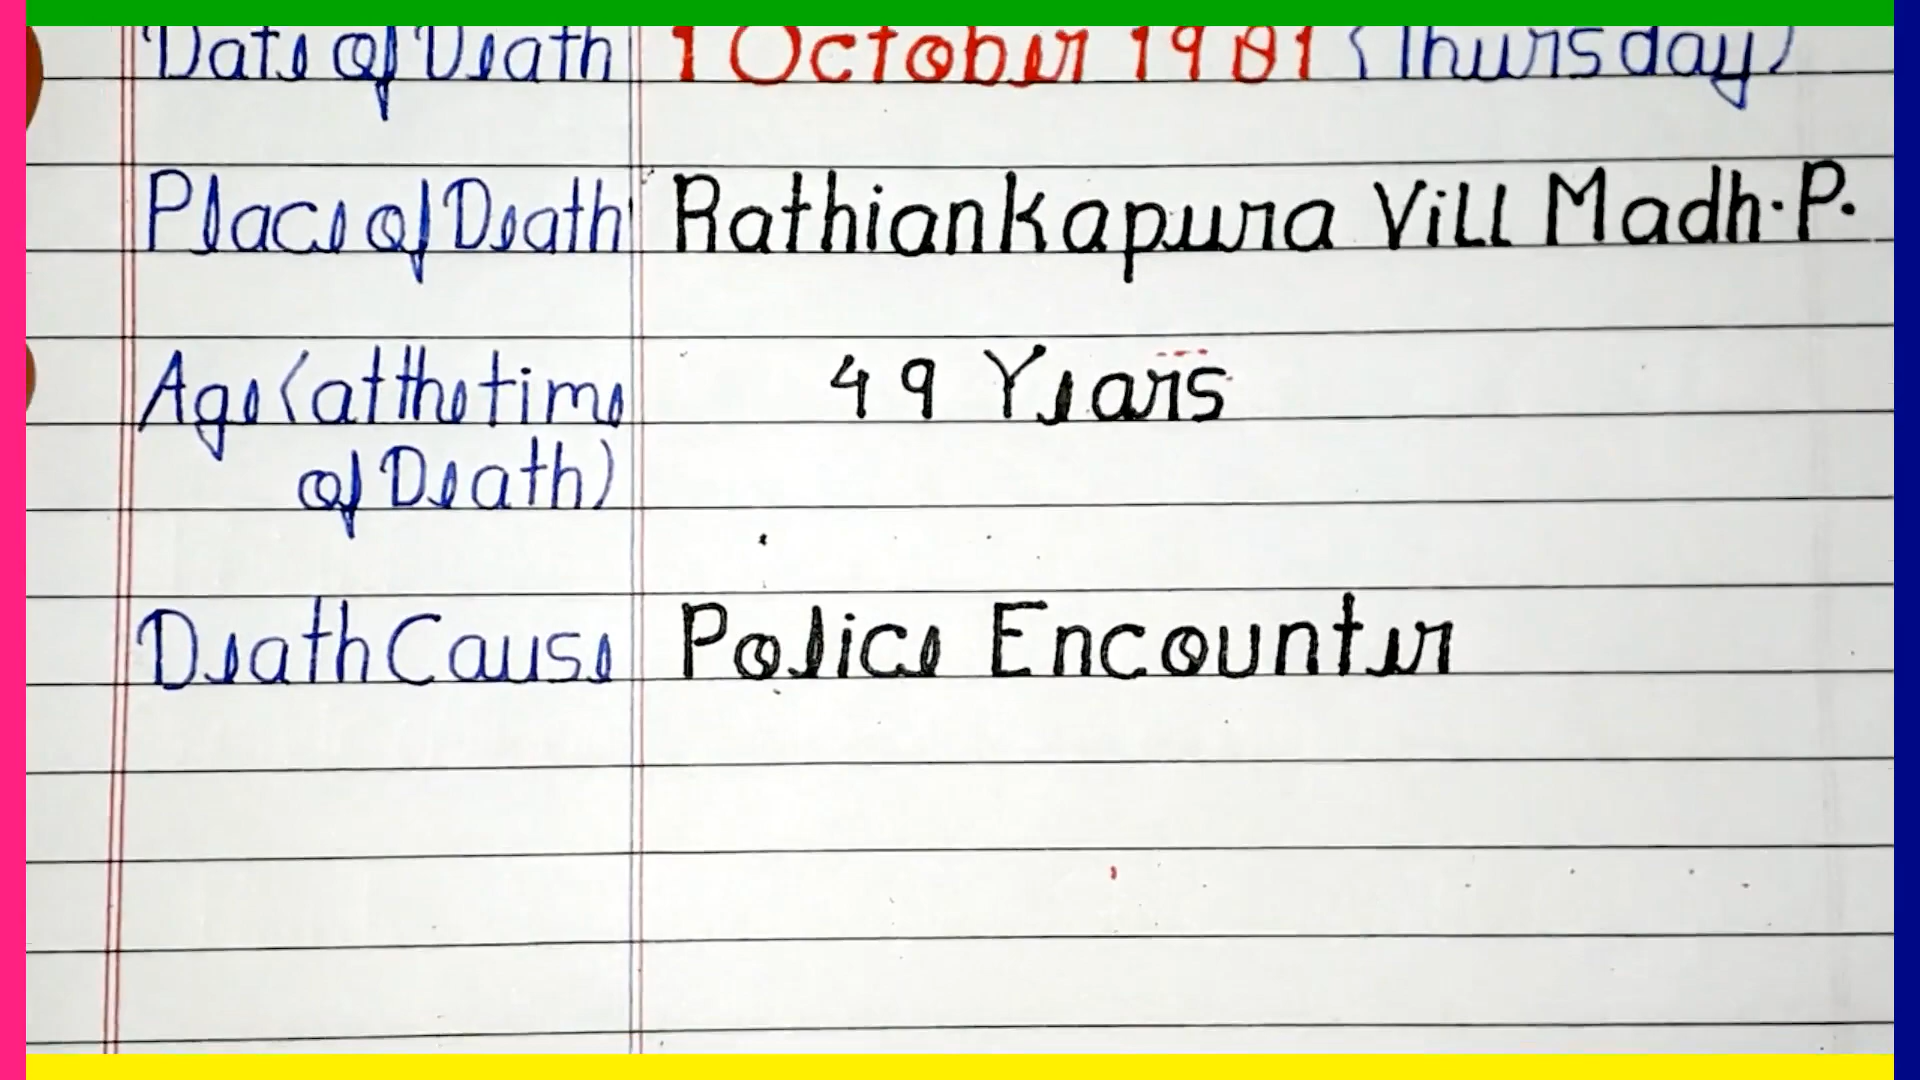 Date of Death 1 October 1981 (Thursday)
Place of Death Rathiankapura Vill Madh.P.
Age (at the time 49 Years
of Death)
Death Cause Police Encounter